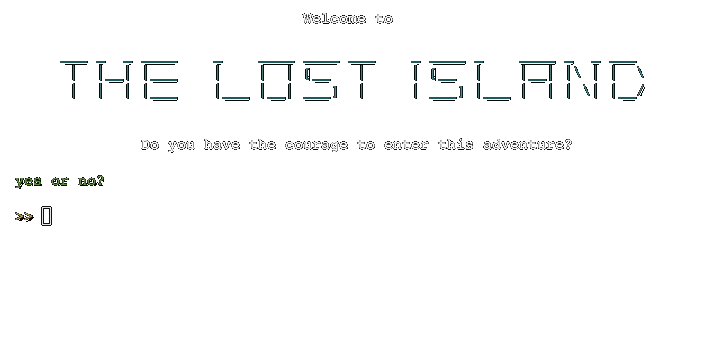 Welcome to
THE LOST ISLAND
Do you have the courage to enter this adventure?
yes or no?
>>